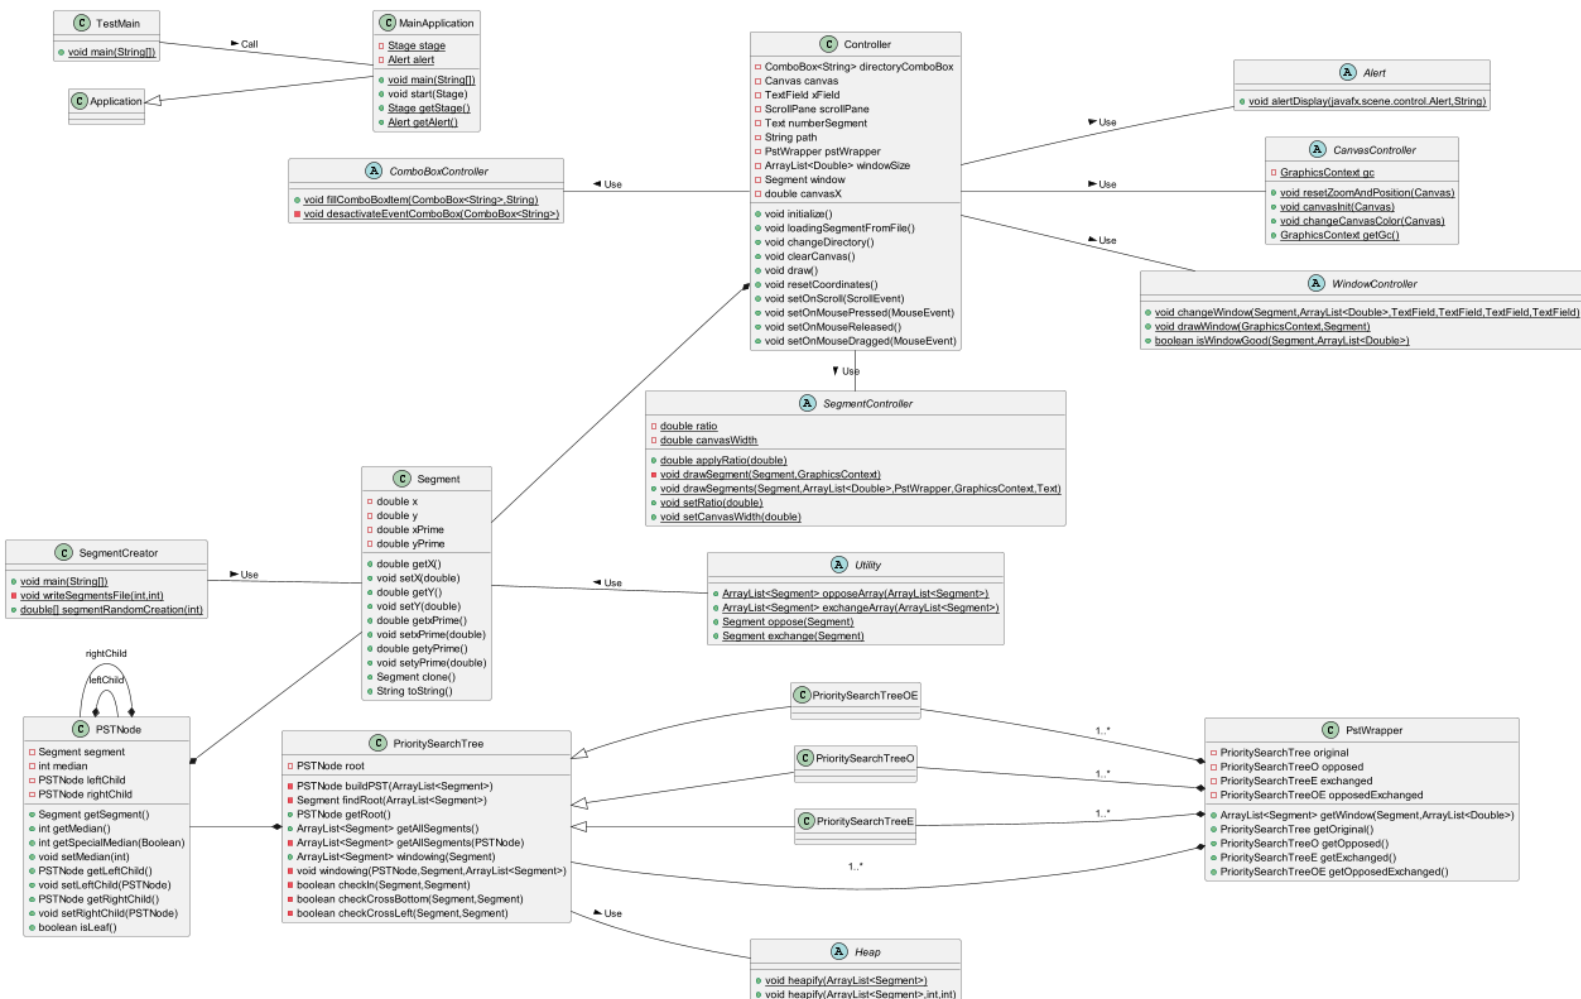 C TestMain
void main(String[])
Call
C MainApplication
Stage stage
Alert alert
void main(String[])
void start(Stage)
Stage getStage()
Alert getAlert()
C Application
C Controller
ComboBox<String> directoryComboBox
Canvas canvas
TextField xField
ScrollPane scrollPane
Text numberSegment
String path
PstWrapper pstWrapper
ArrayList<Double> windowSize
Segment window
double canvasX
void initialize()
void loadingSegmentFromFile()
void changeDirectory()
void clearCanvas()
void draw()
void resetCoordinates()
void setOnScroll(ScrollEvent)
void setOnMousePressed(MouseEvent)
void setOnMouseReleased()
void setOnMouseDragged(MouseEvent)
A Alert
void alertDisplay(javafx.scene.control.Alert,String)
Use
A CanvasController
GraphicsContext gc
void resetZoomAndPosition(Canvas)
void canvasInit(Canvas)
void changeCanvasColor(Canvas)
GraphicsContext getGc()
Use
A ComboBoxController
void fillComboBoxItem(ComboBox<String>,String)
void desactivateEventComboBox(ComboBox<String>)
Use
Use
A WindowController
void changeWindow(Segment,ArrayList<Double>,TextField,TextField,TextField,TextField)
void drawWindow(GraphicsContext,Segment)
boolean isWindowGood(Segment,ArrayList<Double>)
Use
A SegmentController
double ratio
double canvasWidth
double applyRatio(double)
void drawSegment(Segment,GraphicsContext)
void drawSegments(Segment,ArrayList<Double>,PstWrapper,GraphicsContext,Text)
void setRatio(double)
void setCanvasWidth(double)
C Segment
double x
double y
double xPrime
double yPrime
double getX()
void setX(double)
double getY()
void setY(double)
double getxPrime()
void setxPrime(double)
double getyPrime()
void setyPrime(double)
Segment clone()
String toString()
C SegmentCreator
void main(String[])
void writeSegmentsFile(int,int)
double[] segmentRandomCreation(int)
Use
Use
A Utility
ArrayList<Segment> opposeArray(ArrayList<Segment>)
ArrayList<Segment> exchangeArray(ArrayList<Segment>)
Segment oppose(Segment)
Segment exchange(Segment)
rightChild
leftChild
C PSTNode
Segment segment
int median
PSTNode leftChild
PSTNode rightChild
Segment getSegment()
int getMedian()
int getSpecialMedian(Boolean)
void setMedian(int)
PSTNode getLeftChild()
void setLeftChild(PSTNode)
PSTNode getRightChild()
void setRightChild(PSTNode)
boolean isLeaf()
C PrioritySearchTree
PSTNode root
PSTNode buildPST(ArrayList<Segment>)
Segment findRoot(ArrayList<Segment>)
PSTNode getRoot()
ArrayList<Segment> getAllSegments()
ArrayList<Segment> getAllSegments(PSTNode)
ArrayList<Segment> windowing(Segment)
void windowing(PSTNode,Segment,ArrayList<Segment>)
boolean checkIn(Segment,Segment)
boolean checkCrossBottom(Segment,Segment)
boolean checkCrossLeft(Segment,Segment)
C PrioritySearchTreeOE
C PrioritySearchTreeO
C PrioritySearchTreeE
1..*
1..*
1..*
1..*
C PstWrapper
PrioritySearchTree original
PrioritySearchTreeO opposed
PrioritySearchTreeE exchanged
PrioritySearchTreeOE opposedExchanged
ArrayList<Segment> getWindow(Segment,ArrayList<Double>)
PrioritySearchTree getOriginal()
PrioritySearchTreeO getOpposed()
PrioritySearchTreeE getExchanged()
PrioritySearchTreeOE getOpposedExchanged()
Use
A Heap
void heapify(ArrayList<Segment>)
void heapify(ArrayList<Segment>,int,int)